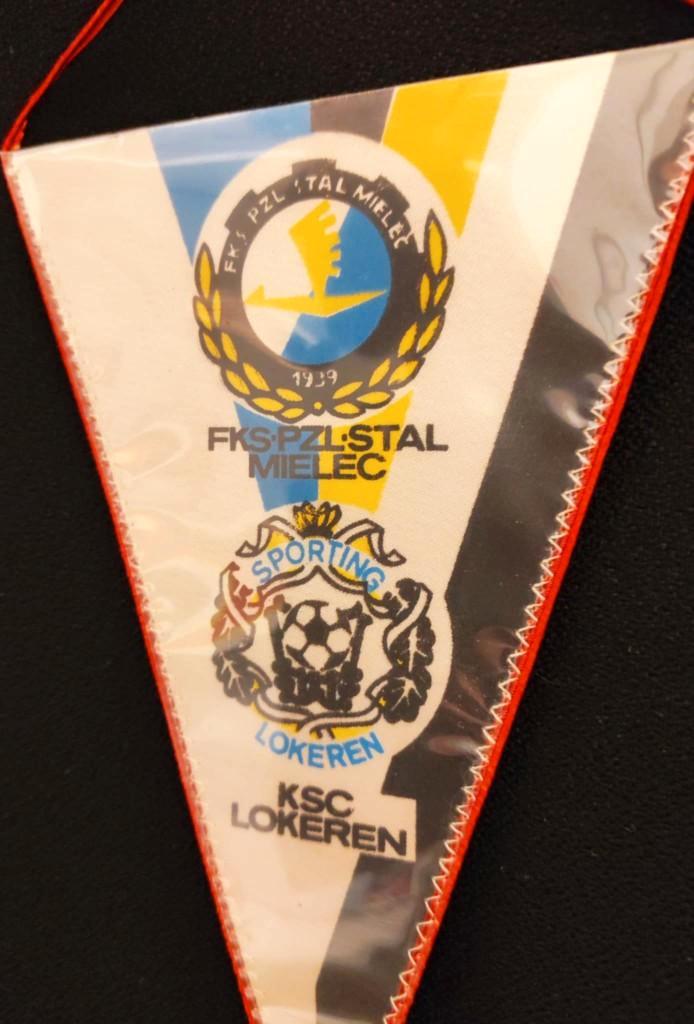 FKS PZL STAL MIELEC
1939
FKS·PZL·STAL
MIELEC
SPORTING
LOKEREN
KSC
LOKEREN